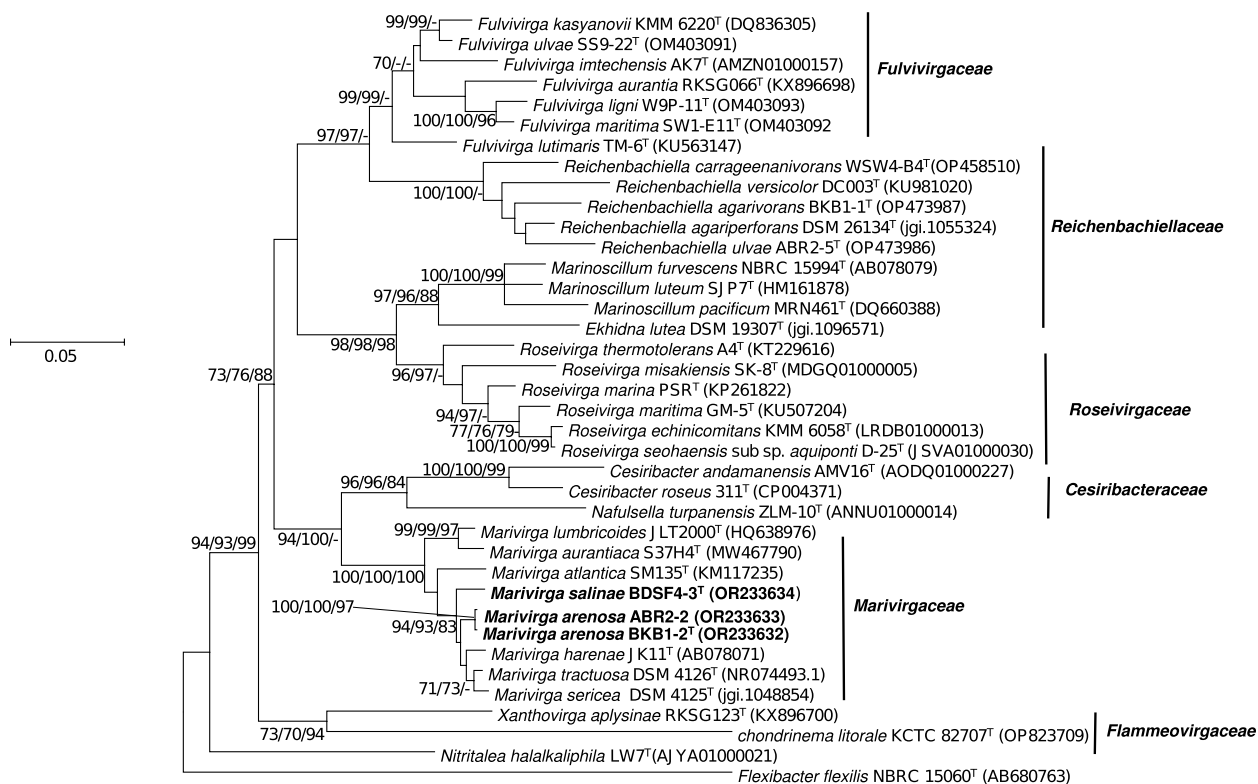 99/99/-
Fulvivirga kasyanovii KMM 6220ᵀ (DQ836305)
Fulvivirga ulvae SS9-22ᵀ (OM403091)
70/-/-
Fulvivirga imtechensis AK7ᵀ (AMZN01000157)
Fulvivirgaceae
Fulvivirga aurantia RKSG066ᵀ (KX896698)
99/99/-
Fulvivirga ligni W9P-11ᵀ (OM403093)
100/100/96
Fulvivirga maritima SW1-E11ᵀ (OM403092
97/97/-
Fulvivirga lutimaris TM-6ᵀ (KU563147)
Reichenbachiella carrageenanivorans WSW4-B4ᵀ(OP458510)
100/100/-
Reichenbachiella versicolor DC003ᵀ (KU981020)
Reichenbachiella agarivorans BKB1-1ᵀ (OP473987)
Reichenbachiella agariperforans DSM 26134ᵀ (jgi.1055324)
Reichenbachiellaceae
Reichenbachiella ulvae ABR2-5ᵀ (OP473986)
Marinoscillum furvescens NBRC 15994ᵀ (AB078079)
100/100/99
Marinoscillum luteum SJP7ᵀ (HM161878)
97/96/88
Marinoscillum pacificum MRN461ᵀ (DQ660388)
Ekhidna lutea DSM 19307ᵀ (jgi.1096571)
98/98/98
0.05
Roseivirga thermotolerans A4ᵀ (KT229616)
73/76/88
96/97/-
Roseivirga misakiensis SK-8ᵀ (MDGQ01000005)
Roseivirga marina PSRᵀ (KP261822)
Roseivirga maritima GM-5ᵀ (KU507204)
Roseivirgaceae
94/97/-
77/76/79
Roseivirga echinicomitans KMM 6058ᵀ (LRDB01000013)
100/100/99
Roseivirga seohaensis sub sp. aquiponti D-25ᵀ (JSVA01000030)
100/100/99
Cesiribacter andamanensis AMV16ᵀ (AODQ01000227)
96/96/84
Cesiribacter roseus 311ᵀ (CP004371)
Cesiribacteraceae
Nafulsella turpanensis ZLM-10ᵀ (ANNU01000014)
99/99/97
Marivirga lumbricoides JLT2000ᵀ (HQ638976)
94/93/99
94/100/-
Marivirga aurantiaca S37H4ᵀ (MW467790)
100/100/100
Marivirga atlantica SM135ᵀ (KM117235)
Marivirga salinae BDSF4-3ᵀ (OR233634)
100/100/97
Marivirgaceae
Marivirga arenosa ABR2-2 (OR233633)
94/93/83
Marivirga arenosa BKB1-2ᵀ (OR233632)
Marivirga harenae JK11ᵀ (AB078071)
Marivirga tractuosa DSM 4126ᵀ (NR074493.1)
71/73/-
Marivirga sericea DSM 4125ᵀ (jgi.1048854)
Xanthovirga aplysinae RKSG123ᵀ (KX896700)
73/70/94
chondrinema litorale KCTC 82707ᵀ (OP823709)
Flammeovirgaceae
Nitritalea halalkaliphila LW7ᵀ(AJYA01000021)
Flexibacter flexilis NBRC 15060ᵀ (AB680763)